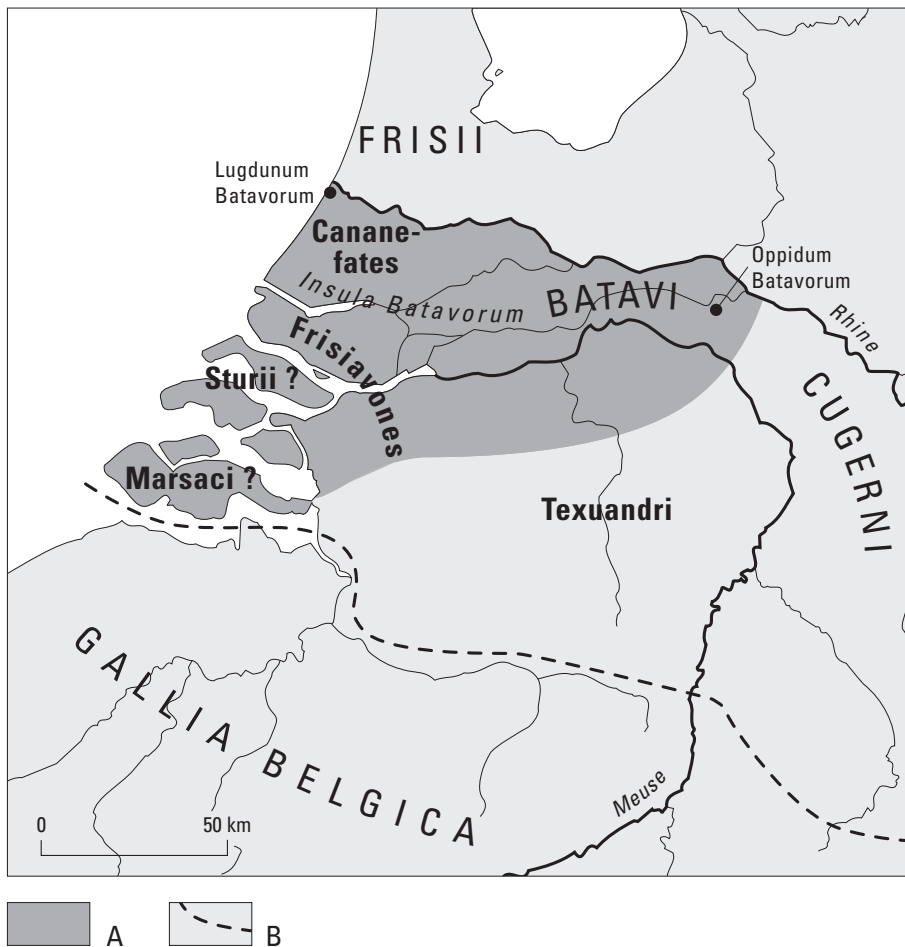 FRISII
Lugdunum
Batavorum
Canane-
fates
Oppidum
Batavorum
Insula Batavorum
BATAVI
Rhine
Frisiavones
Sturii ?
CUGERNI
Marsaci ?
Texuandri
GALLIA BELGICA
Meuse
0 50 km
A B